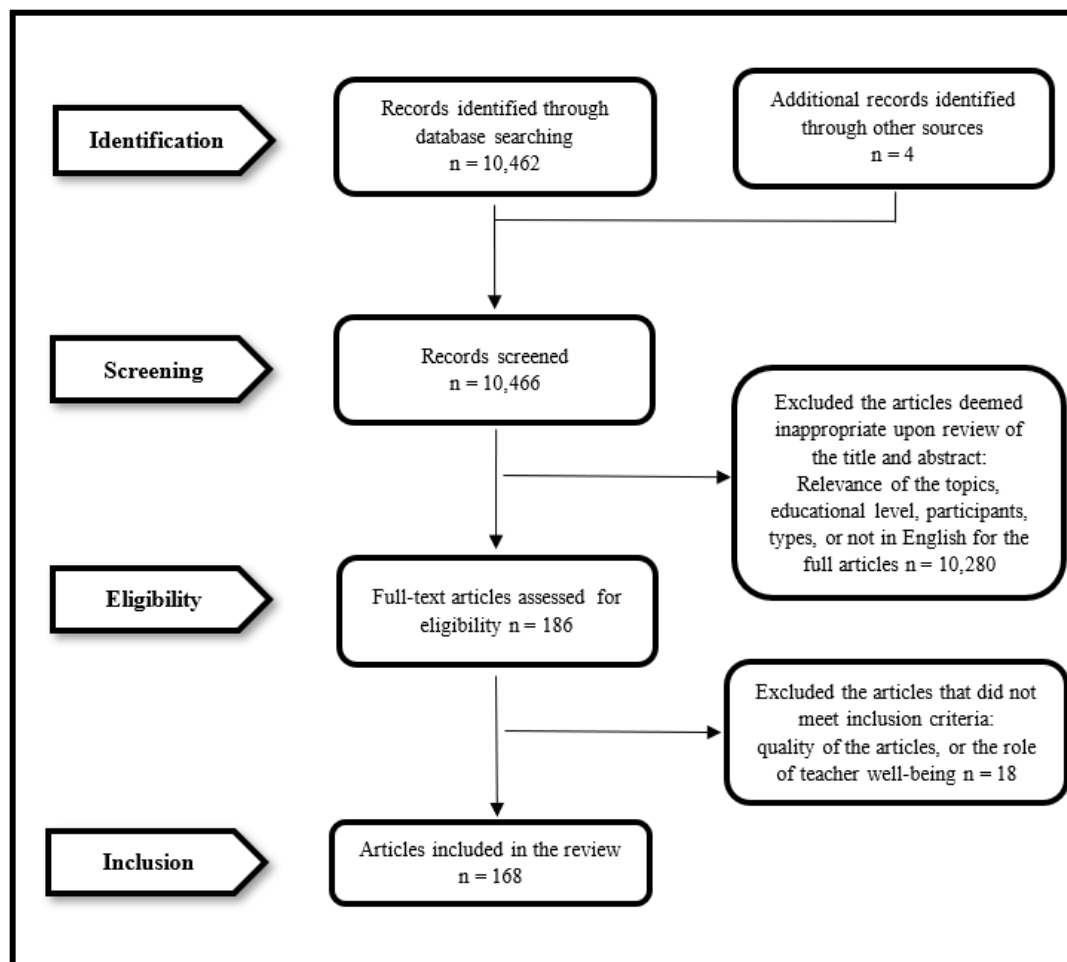 Identification
Records identified through
database searching
n = 10,462
Additional records identified
through other sources
n = 4
Screening
Records screened
n = 10,466
Excluded the articles deemed
inappropriate upon review of
the title and abstract:
Relevance of the topics,
educational level, participants,
types, or not in English for the
full articles n = 10,280
Eligibility
Full-text articles assessed for
eligibility n = 186
Excluded the articles that did not
meet inclusion criteria:
quality of the articles, or the role
of teacher well-being n = 18
Inclusion
Articles included in the review
n = 168